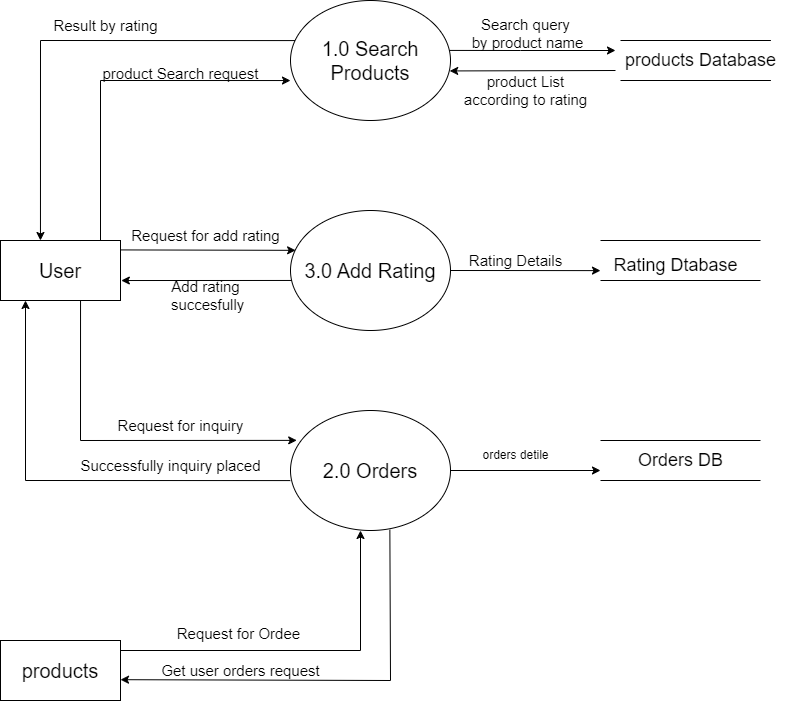 Result by rating
1.0 Search
Products
Search query
by product name
products Database
product Search request
product List
according to rating
Request for add rating
User
3.0 Add Rating
Rating Details
Rating Dtabase
Add rating
succesfully
Request for inquiry
Successfully inquiry placed
2.0 Orders
orders detile
Orders DB
Request for Ordee
products
Get user orders request